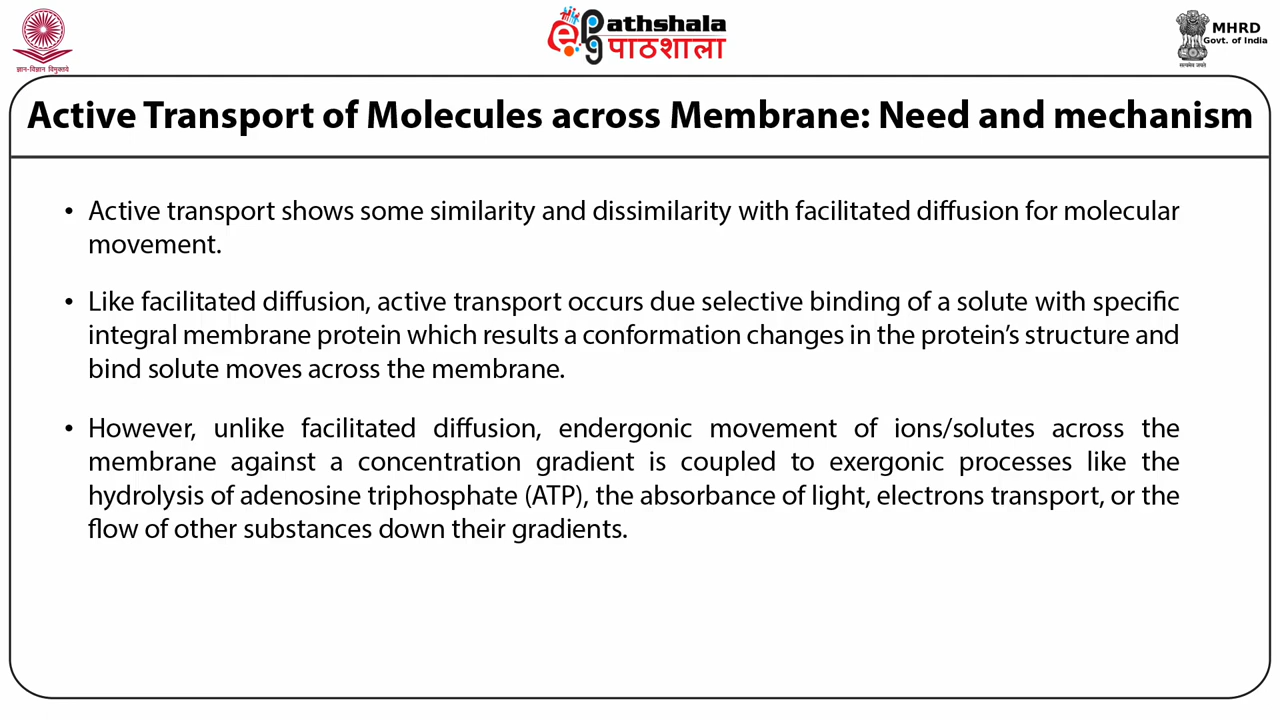 ज्ञान-विज्ञान विमुक्तये
e PG athshala
पाठशाला
MHRD
Govt. of India
सत्यमेव जयते
Active Transport of Molecules across Membrane: Need and mechanism
• Active transport shows some similarity and dissimilarity with facilitated diffusion for molecular
movement.
• Like facilitated diffusion, active transport occurs due selective binding of a solute with specific
integral membrane protein which results a conformation changes in the protein’s structure and
bind solute moves across the membrane.
• However, unlike facilitated diffusion, endergonic movement of ions/solutes across the
membrane against a concentration gradient is coupled to exergonic processes like the
hydrolysis of adenosine triphosphate (ATP), the absorbance of light, electrons transport, or the
flow of other substances down their gradients.